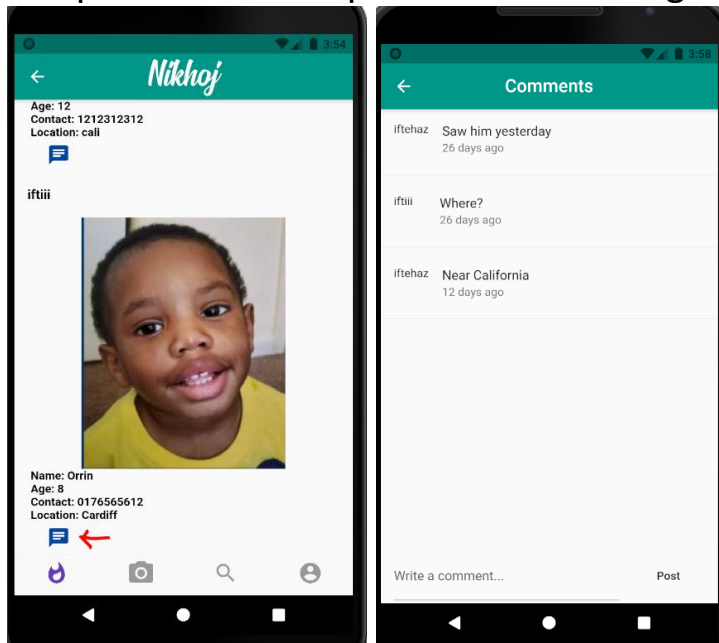 3:54
Nikhoj
Age: 12
Contact: 1212312312
Location: cali
iftiii
Name: Orrin
Age: 8
Contact: 0176565612
Location: Cardiff
3:58
Comments
iftehaz Saw him yesterday
26 days ago
iftiii Where?
26 days ago
iftehaz Near California
12 days ago
Write a comment... Post